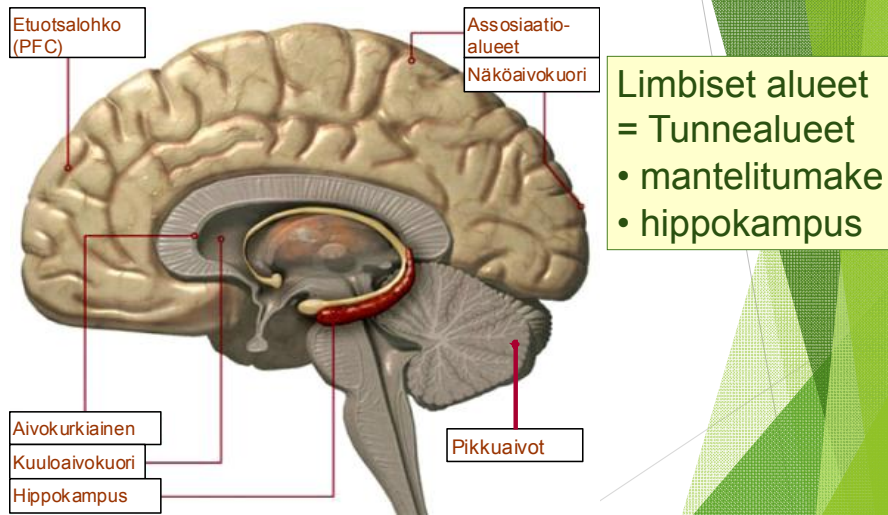 Etuotsalohko
(PFC)
Assosiaatio-
alueet
Näköaivokuori
Limbiset alueet
= Tunnealueet
• mantelitumake
• hippokampus
Aivokurkiainen
Kuuloaivokuori
Hippokampus
Pikkuaivot